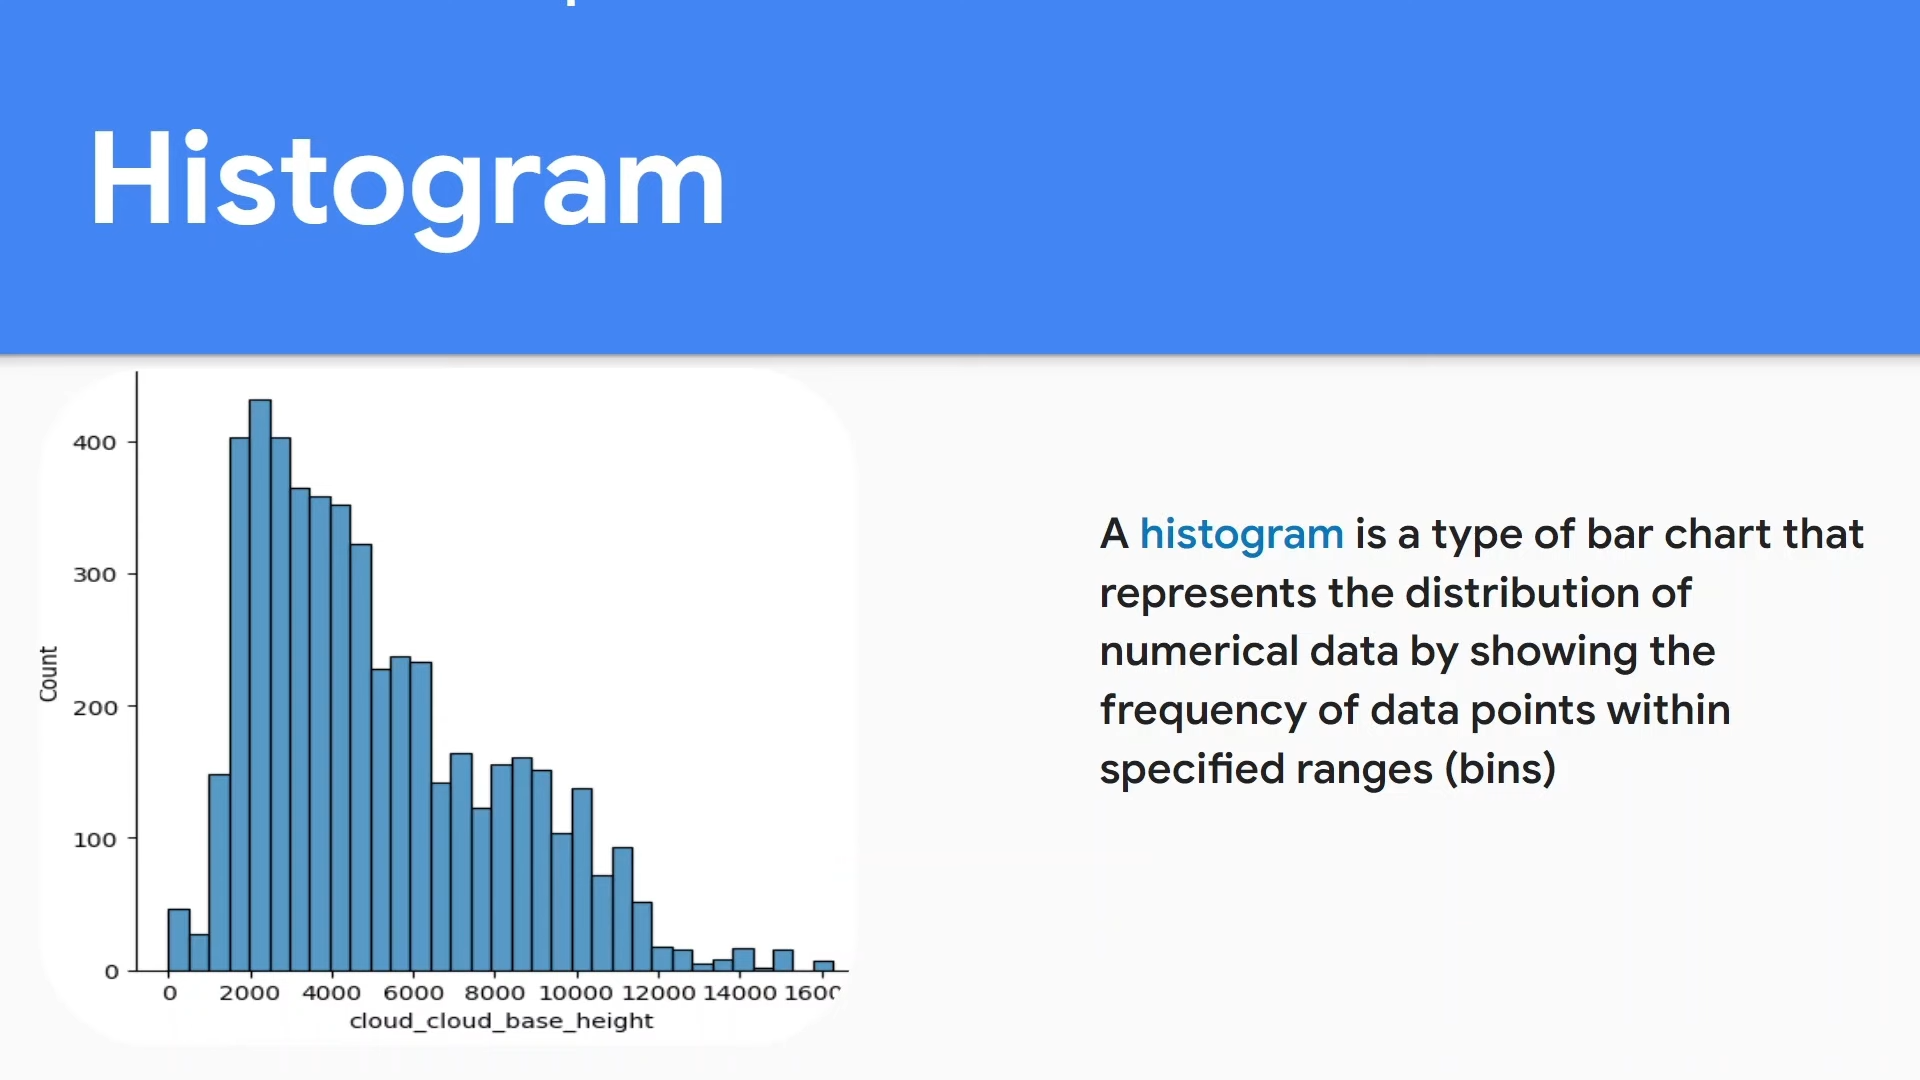 Histogram
400
300
200
100
0
Count
0 2000 4000 6000 8000 10000 12000 14000
cloud_cloud_base_height
A histogram is a type of bar chart that
represents the distribution of
numerical data by showing the
frequency of data points within
specified ranges (bins)